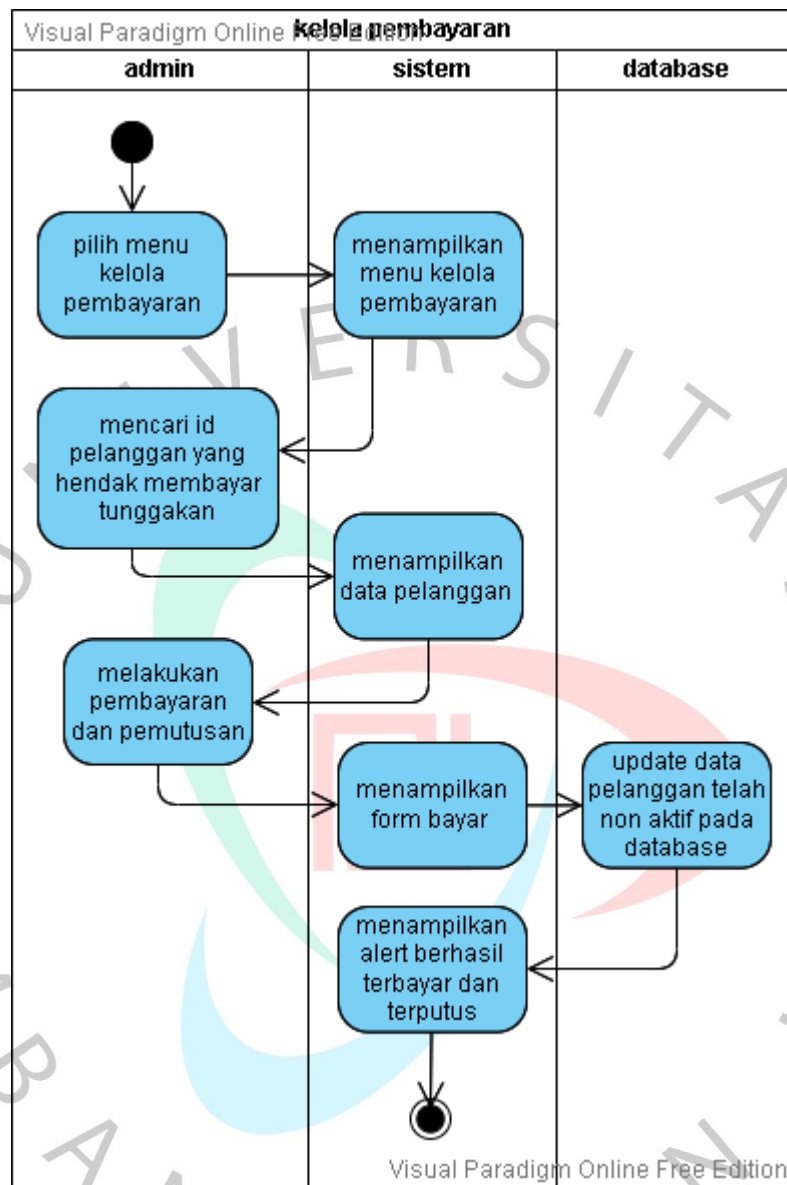 Visual Paradigm Online Free Edition
kelola pembayaran
admin
sistem
database
pilih menu
kelola
pembayaran
menampilkan
menu kelola
pembayaran
mencari id
pelanggan yang
hendak membayar
tunggakan
menampilkan
data pelanggan
melakukan
pembayaran
dan pemutusan
menampilkan
form bayar
update data
pelanggan telah
non aktif pada
database
menampilkan
alert berhasil
terbayar dan
terputus
Visual Paradigm Online Free Edition
UNIVERSITAS